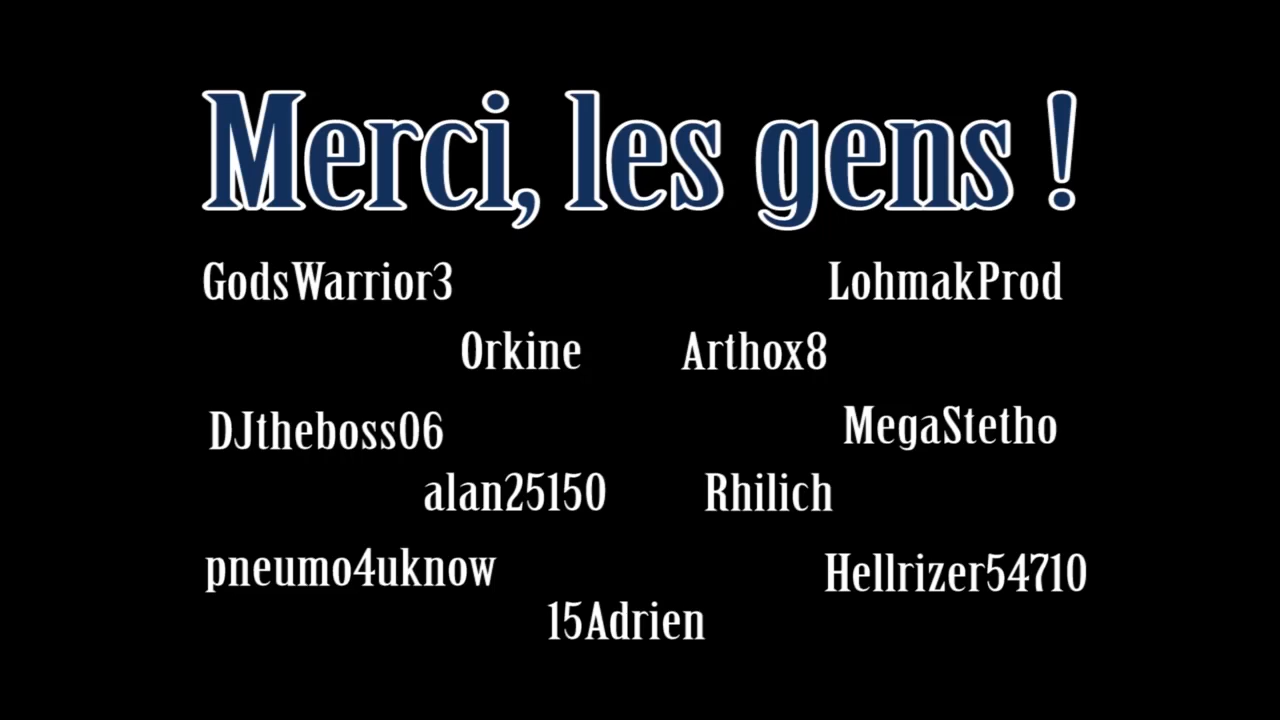 Merci, les gens !
GodsWarrior3 LohmakProd
Orkine Arthox8
DJtheboss06 MegaStetho
alan25150 Rhilich
pneumo4uknow Hellrizer54710
15Adrien